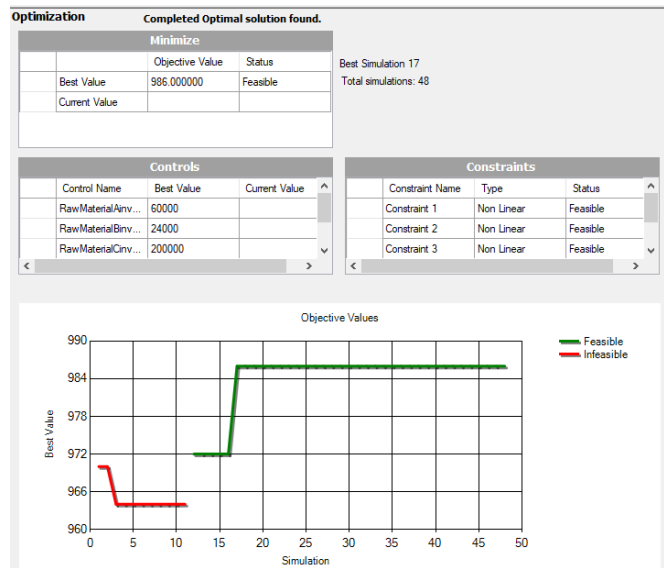 Optimization Completed Optimal solution found.
Minimize
Objective Value Status
Best Value 986.000000 Feasible
Current Value
Best Simulation 17
Total simulations: 48
Controls
Control Name Best Value Current Value
RawMaterialAinv... 60000
RawMaterialBinv... 24000
RawMaterialCinv... 200000
Constraints
Constraint Name Type Status
Constraint 1 Non Linear Feasible
Constraint 2 Non Linear Feasible
Constraint 3 Non Linear Feasible
Objective Values
990
984
978
972
966
960
Best Value
0 5 10 15 20 25 30 35 40 45 50
Simulation
Feasible
Infeasible